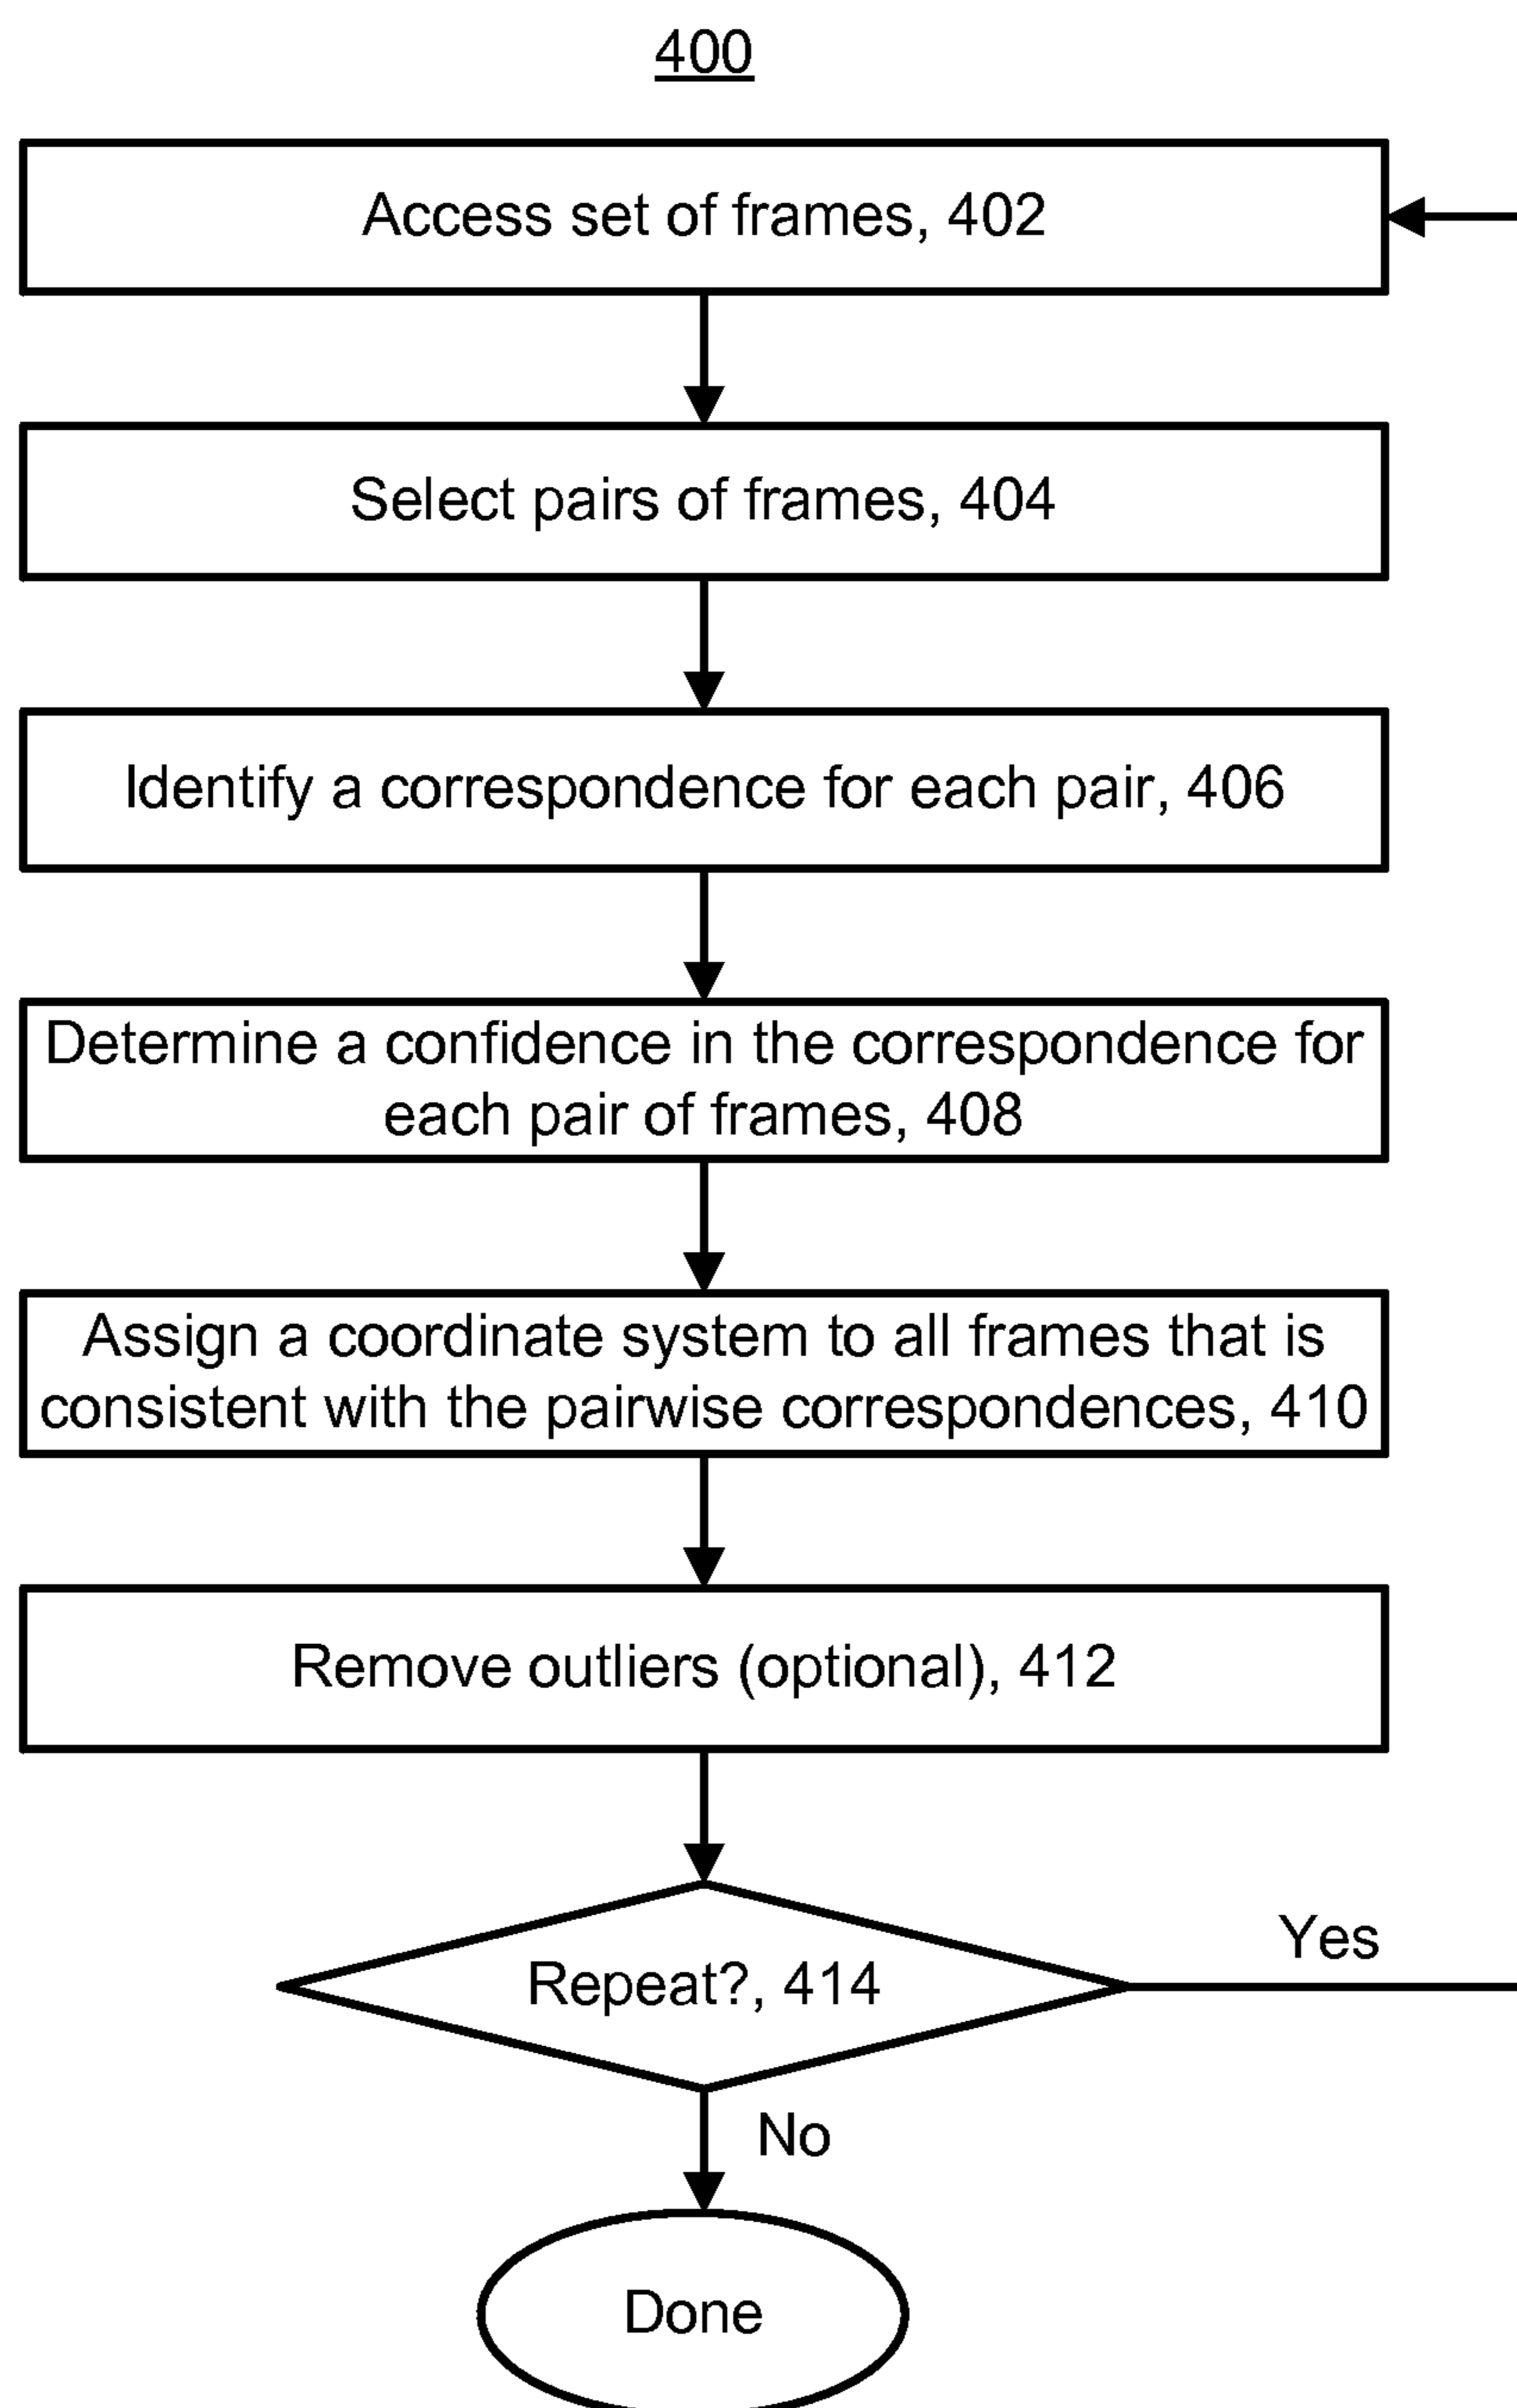 400
Access set of frames, 402
Select pairs of frames, 404
Identify a correspondence for each pair, 406
Determine a confidence in the correspondence for
each pair of frames, 408
Assign a coordinate system to all frames that is
consistent with the pairwise correspondences, 410
Remove outliers (optional), 412
Repeat?, 414
Yes
No
Done